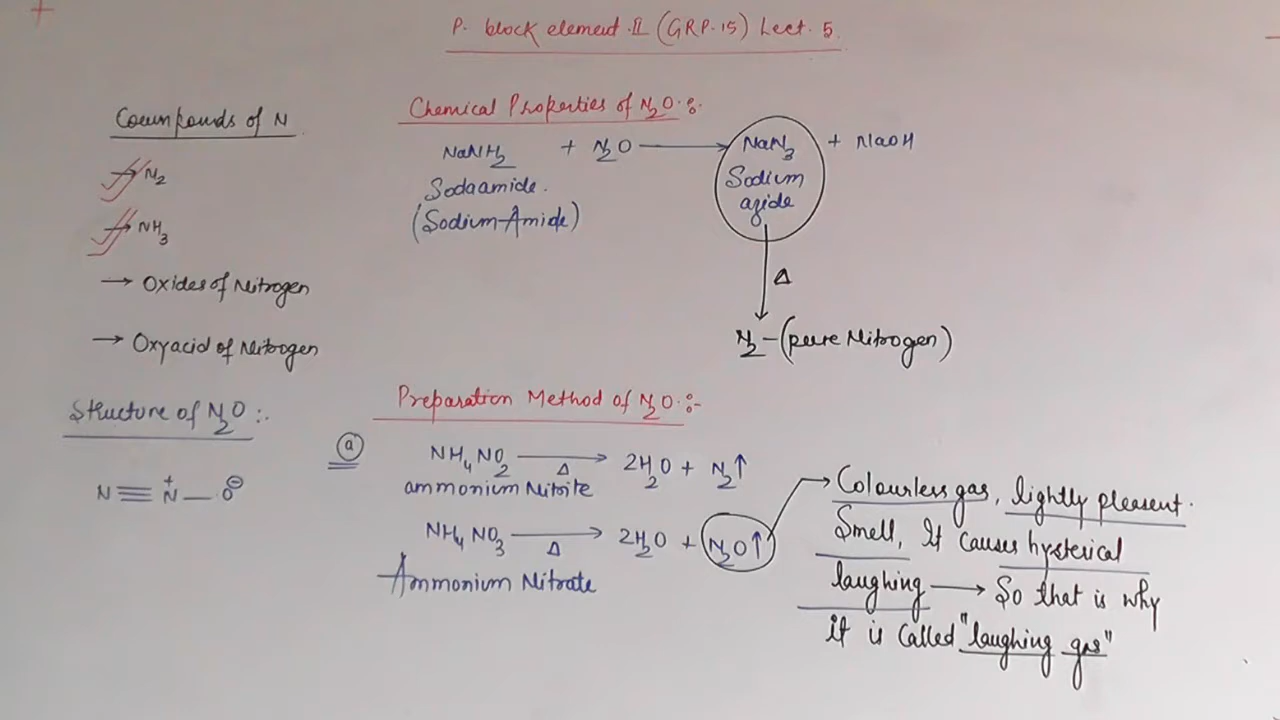 P. block element-II (GRP-15) Lect. 5
Coumpounds of N
→ N₂
→ NH₃
→ Oxides of Nitrogen
→ Oxyacid of Nitrogen
Structure of N₂O :.
N ≡ N⁺ — O⊖
Chemical Properties of N₂O :
NaNH₂ + N₂O → NaN₃ + NaOH
Sodaamide.
(Sodium-Amide)
Sodium
azide
Δ
N₂ - (pure Nitrogen)
Preparation Method of N₂O :-
(a)
NH₄NO₂ →Δ 2H₂O + N₂↑
ammonium Nitrite
NH₄NO₃ →Δ 2H₂O + N₂O↑
Ammonium Nitrate
→ Colourless gas, lightly pleasent.
Smell, It causes hysterical
laughing → So that is why
it is called "laughing gas"